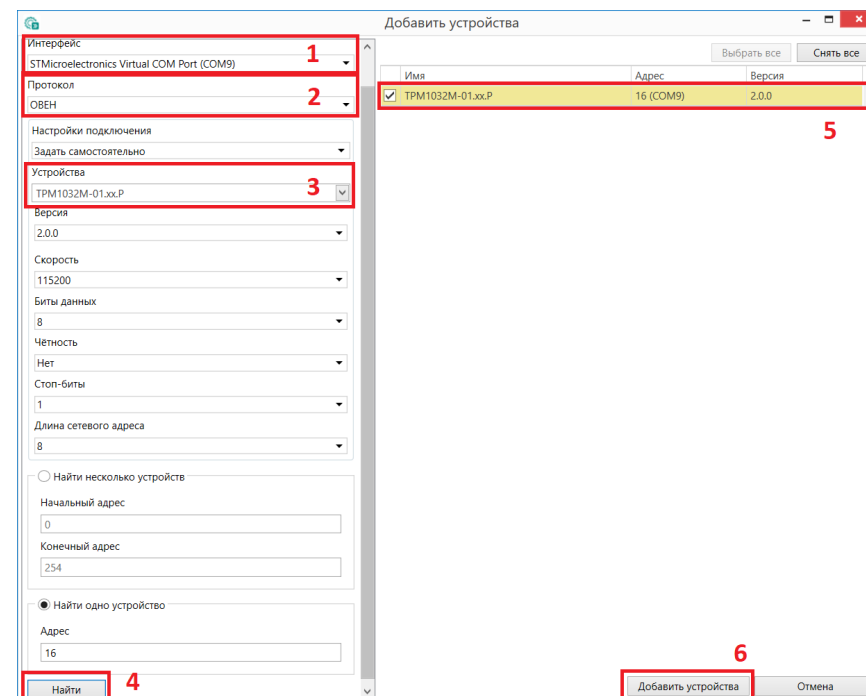 Добавить устройства
Интерфейс
1
STMicroelectronics Virtual COM Port (COM9)
Протокол
2
ОВЕН
Настройки подключения
Задать самостоятельно
Устройства
3
ТРМ1032М-01.xx.Р
Версия
2.0.0
Скорость
115200
Биты данных
8
Чётность
Нет
Стоп-биты
1
Длина сетевого адреса
8
Найти несколько устройств
Начальный адрес
0
Конечный адрес
254
Найти одно устройство
Адрес
16
Найти
4
Выбрать все Снять все
Имя Адрес Версия
ТРМ1032М-01.xx.Р 16 (COM9) 2.0.0
5
6
Добавить устройства Отмена